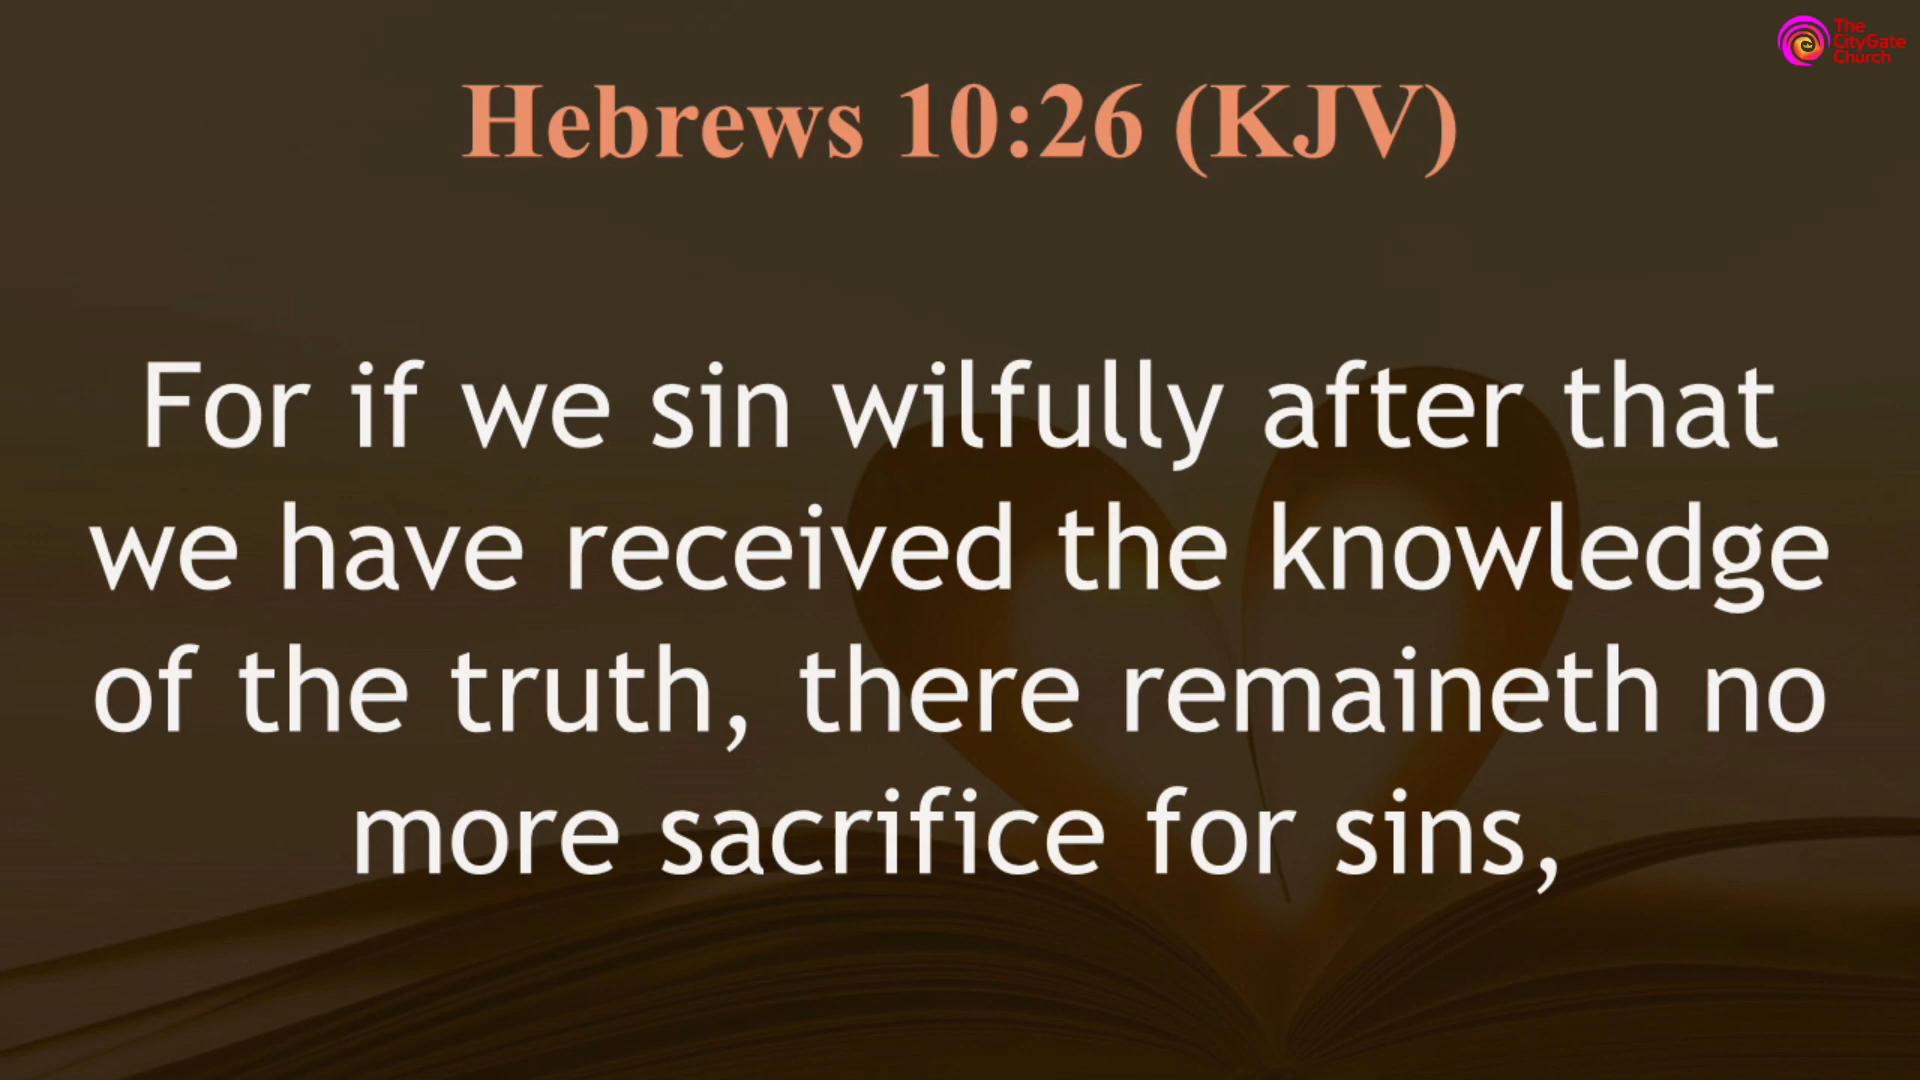 The
CityGate
Church
Hebrews 10:26 (KJV)
For if we sin wilfully after that
we have received the knowledge
of the truth, there remaineth no
more sacrifice for sins,